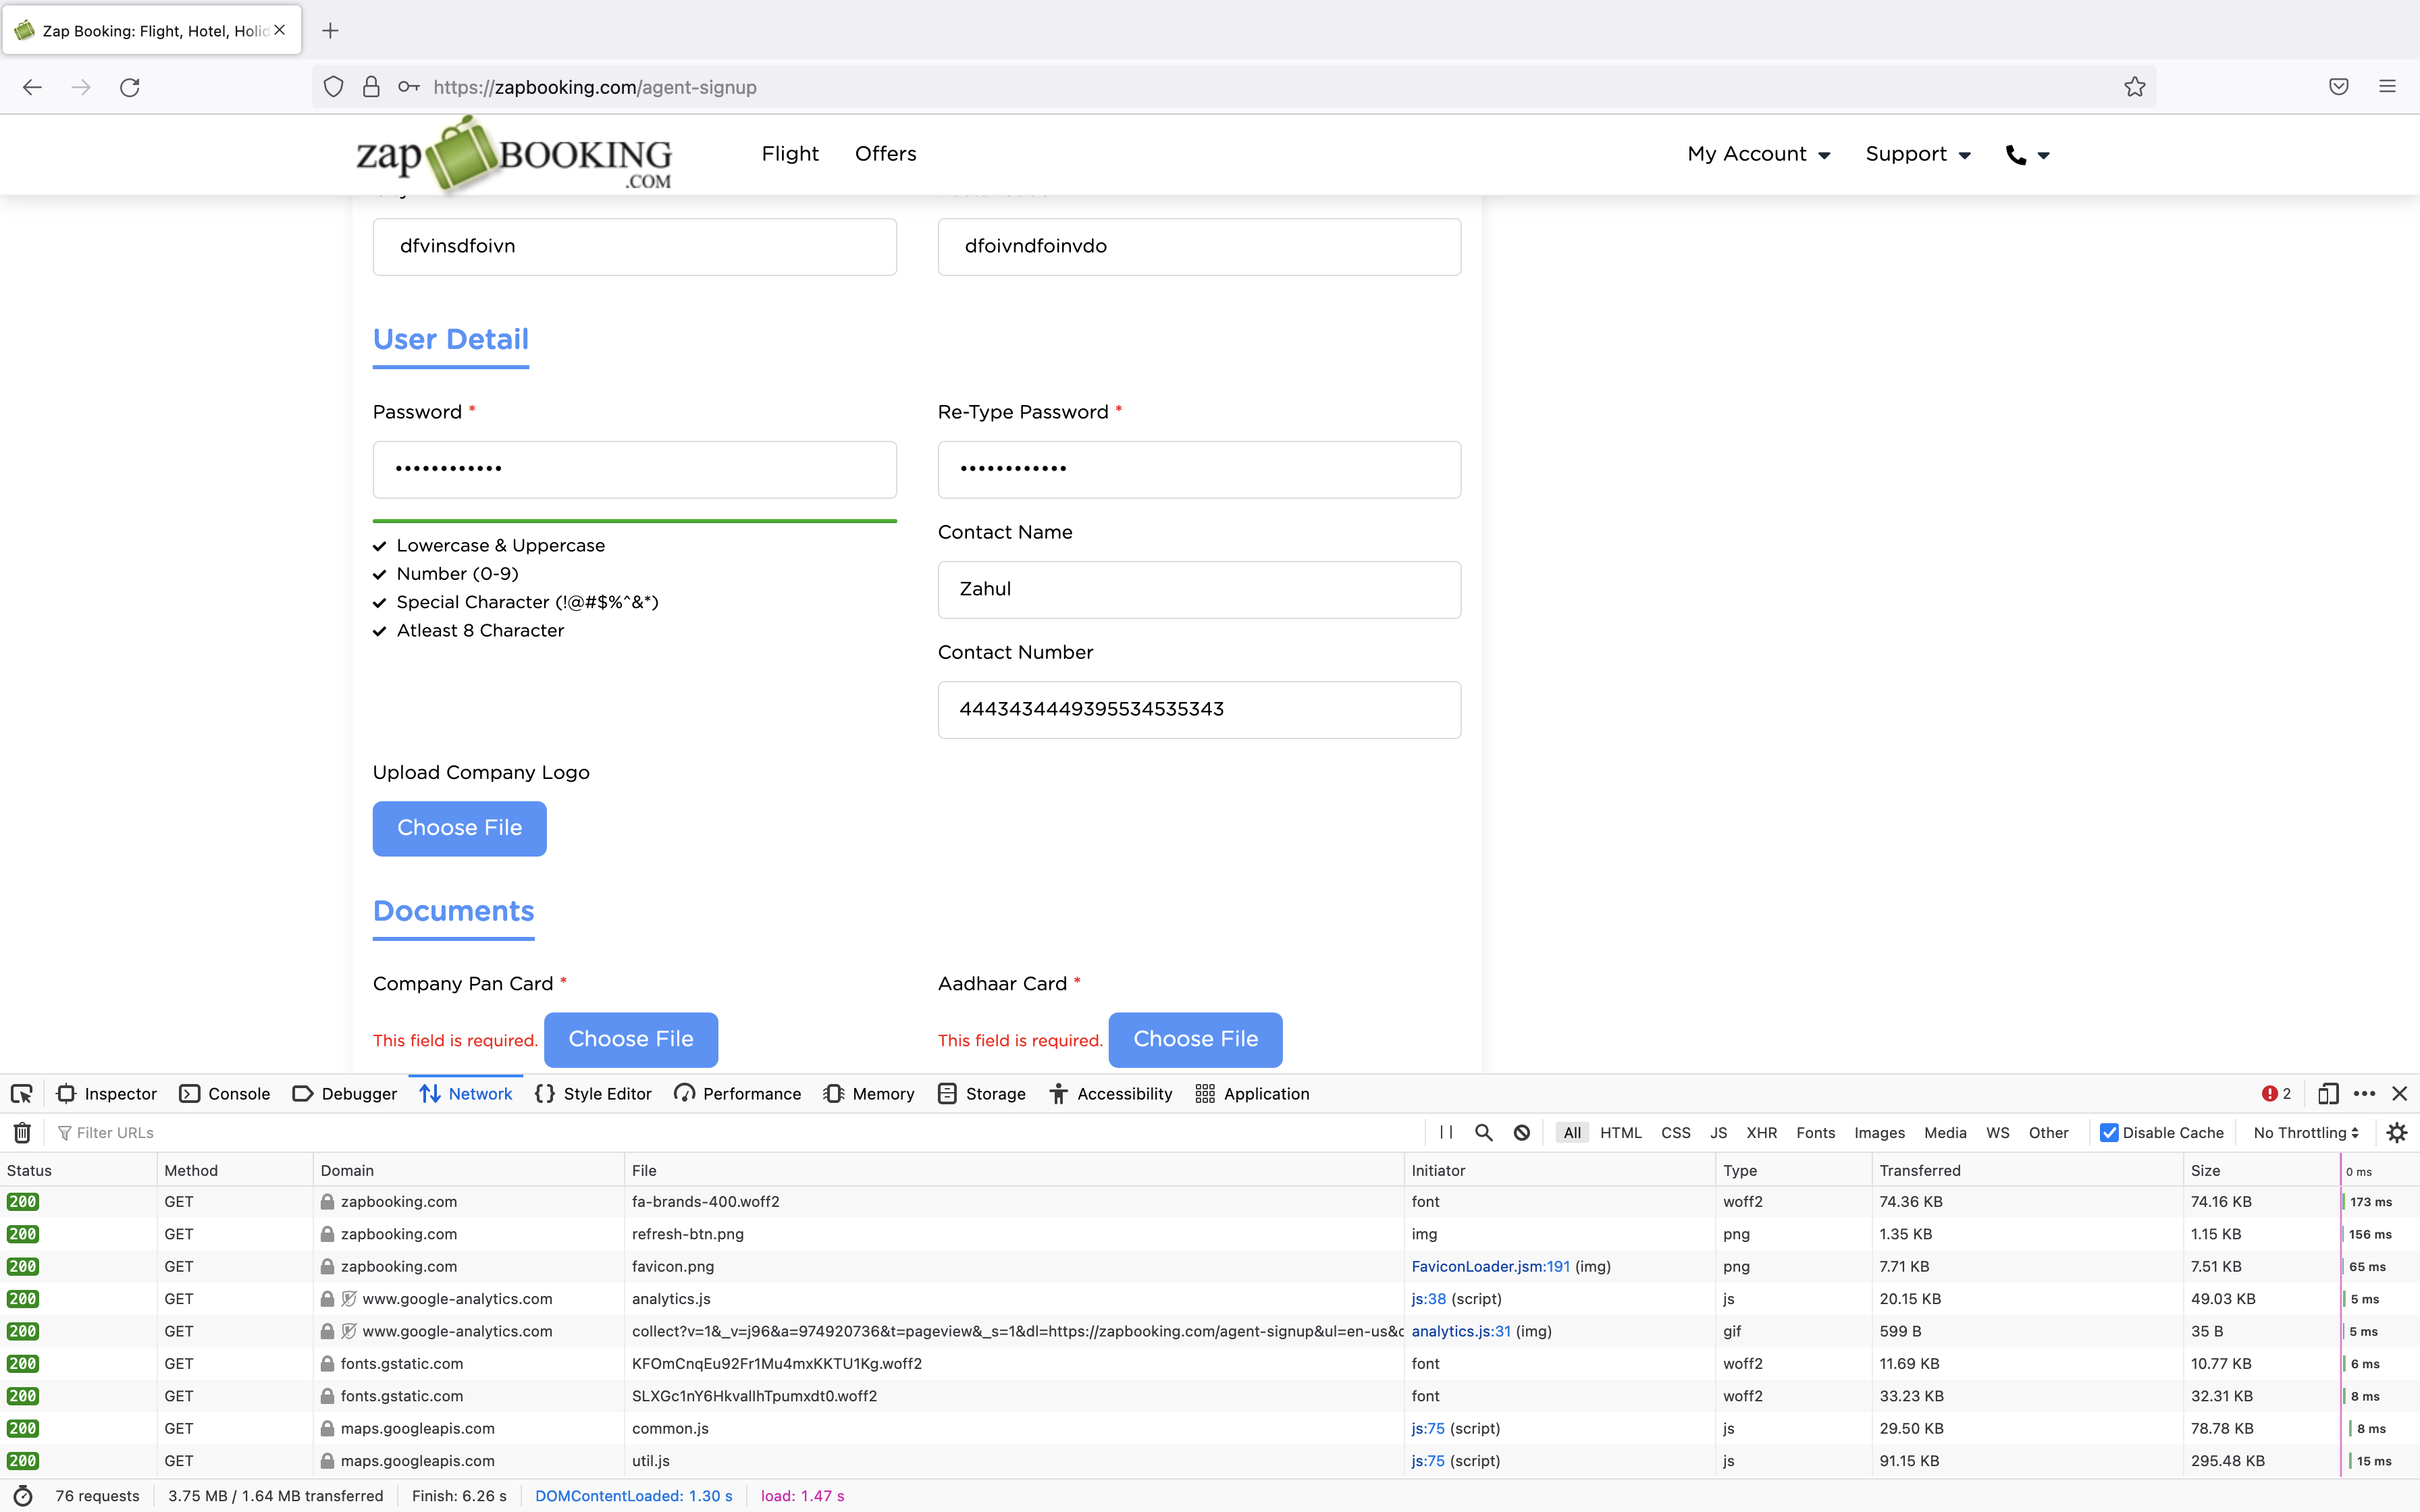 Zap Booking: Flight, Hotel, Holid
https://zapbooking.com/agent-signup
zap BOOKING .COM
Flight Offers My Account Support
dfvinsdfoivn dfoivndfoinvdo
User Detail
Password * Re-Type Password *
•••••••••••• ••••••••••••
Contact Name
Lowercase & Uppercase
Number (0-9)
Zahul
Special Character (!@#$%^&*)
Atleast 8 Character
Contact Number
4443434449395534535343
Upload Company Logo
Choose File
Documents
Company Pan Card * Aadhaar Card *
This field is required. Choose File This field is required. Choose File
Inspector Console Debugger Network {} Style Editor Performance Memory Storage Accessibility Application 2
Filter URLs All HTML CSS JS XHR Fonts Images Media WS Other Disable Cache No Throttling
Status Method Domain File Initiator Type Transferred Size 0 ms
200 GET zapbooking.com fa-brands-400.woff2 font woff2 74.36 KB 74.16 KB 173 ms
200 GET zapbooking.com refresh-btn.png img png 1.35 KB 1.15 KB 156 ms
200 GET zapbooking.com favicon.png FaviconLoader.jsm:191 (img) png 7.71 KB 7.51 KB 65 ms
200 GET www.google-analytics.com analytics.js js:38 (script) js 20.15 KB 49.03 KB 5 ms
200 GET www.google-analytics.com collect?v=1&_v=j96&a=974920736&t=pageview&_s=1&dl=https://zapbooking.com/agent-signup&ul=en-us&c analytics.js:31 (img) gif 599 B 35 B 5 ms
200 GET fonts.gstatic.com KFOmCnqEu92Fr1Mu4mxKKTU1Kg.woff2 font woff2 11.69 KB 10.77 KB 6 ms
200 GET fonts.gstatic.com SLXGc1nY6HkvalIhTpumxdt0.woff2 font woff2 33.23 KB 32.31 KB 8 ms
200 GET maps.googleapis.com common.js js:75 (script) js 29.50 KB 78.78 KB 8 ms
200 GET maps.googleapis.com util.js js:75 (script) js 91.15 KB 295.48 KB 15 ms
76 requests 3.75 MB / 1.64 MB transferred Finish: 6.26 s DOMContentLoaded: 1.30 s load: 1.47 s